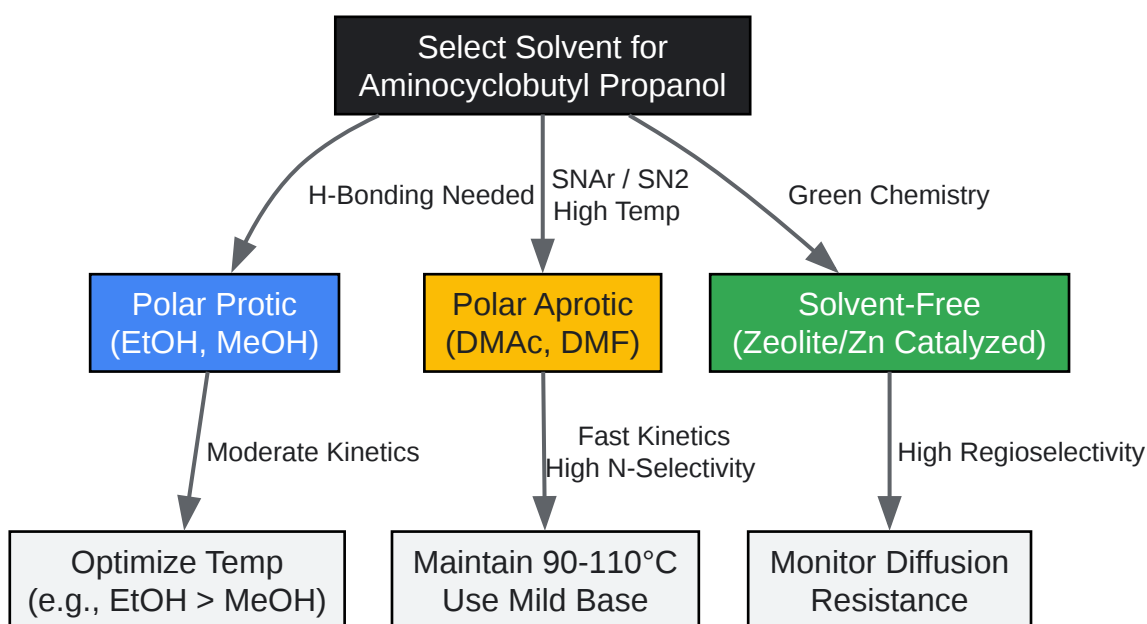 Select Solvent for
Aminocyclobutyl Propanol
H-Bonding Needed
SNAr / SN2
High Temp
Green Chemistry
Polar Protic
(EtOH, MeOH)
Polar Aprotic
(DMAc, DMF)
Solvent-Free
(Zeolite/Zn Catalyzed)
Moderate Kinetics
Fast Kinetics
High N-Selectivity
High Regioselectivity
Optimize Temp
(e.g., EtOH > MeOH)
Maintain 90-110°C
Use Mild Base
Monitor Diffusion
Resistance